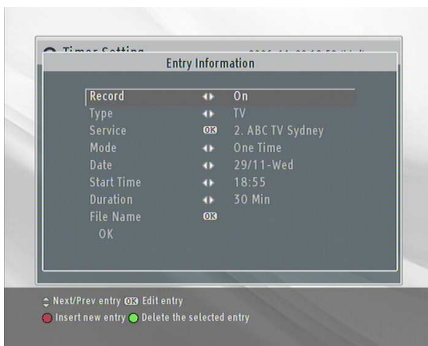 Timer Setting
Entry Information
Record On
Type TV
Service OK 2. ABC TV Sydney
Mode One Time
Date 29/11-Wed
Start Time 18:55
Duration 30 Min
File Name OK
OK
Next/Prev entry OK Edit entry
Insert new entry Delete the selected entry